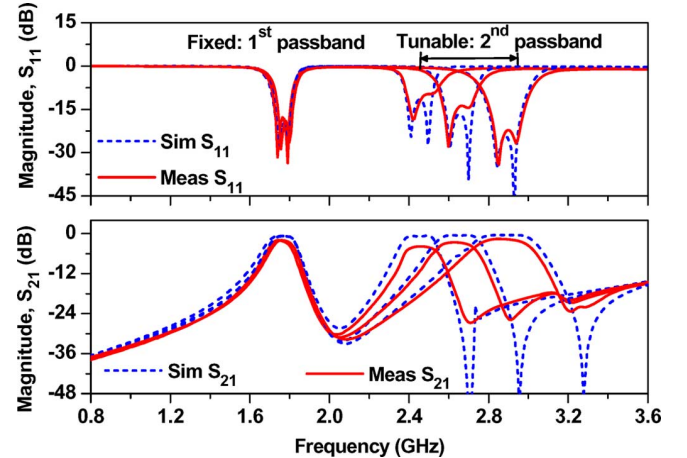 Fixed: 1st passband
Tunable: 2nd passband
Magnitude, S11 (dB)
15
0
-15
-30
-45
Sim S11
Meas S11
Magnitude, S21 (dB)
0
-12
-24
-36
-48
Sim S21
Meas S21
0.8 1.2 1.6 2.0 2.4 2.8 3.2 3.6
Frequency (GHz)